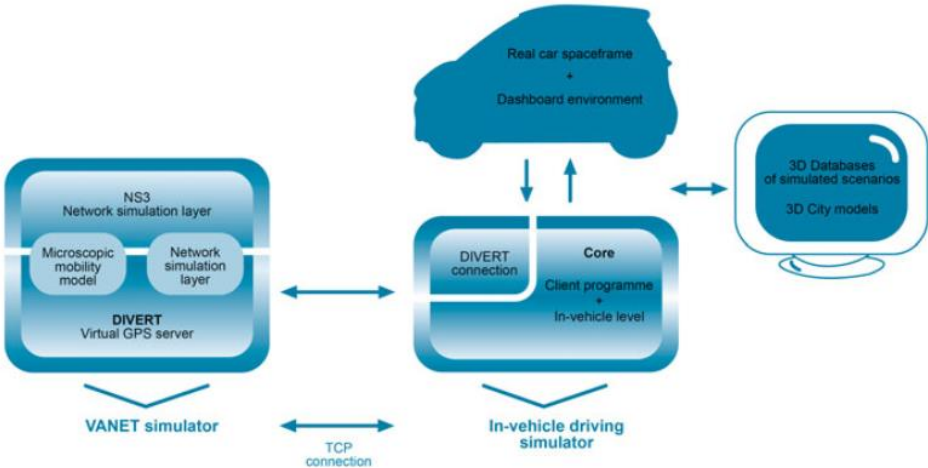 Real car spaceframe
+
Dashboard environment
3D Databases
of simulated scenarios
3D City models
NS3
Network simulation layer
Microscopic
mobility
model
Network
simulation
layer
DIVERT
Virtual GPS server
DIVERT
connection
Core
Client programme
+
In-vehicle level
VANET simulator
TCP
connection
In-vehicle driving
simulator